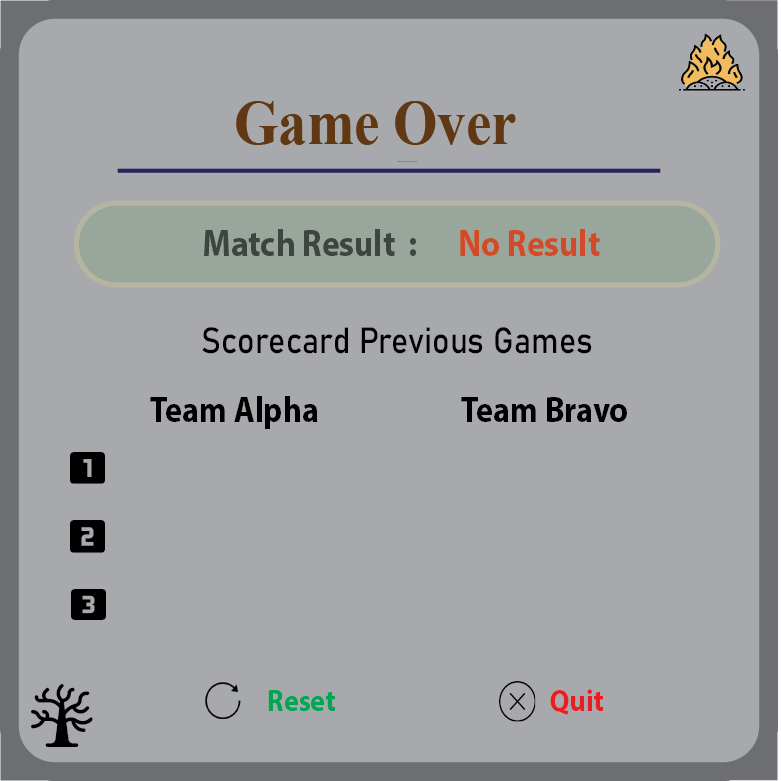 Game Over
Match Result : No Result
Scorecard Previous Games
Team Alpha Team Bravo
1
2
3
Reset Quit